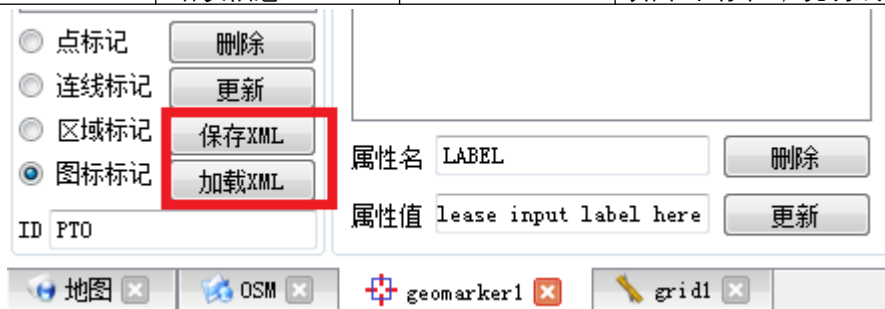 点标记 删除
连线标记 更新
区域标记 保存XML
图标标记 加载XML
属性名 LABEL 删除
属性值 lease input label here 更新
ID PTO
地图 OSM geomarker1 grid1